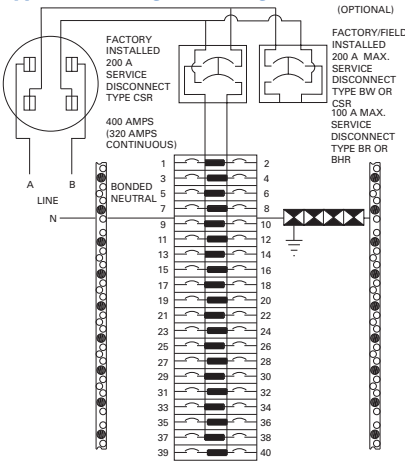 (OPTIONAL)
FACTORY
INSTALLED
200 A
SERVICE
DISCONNECT
TYPE CSR
400 AMPS
(320 AMPS
CONTINUOUS)
FACTORY/FIELD
INSTALLED
200 A MAX.
SERVICE
DISCONNECT
TYPE BW OR
CSR
100 A MAX.
SERVICE
DISCONNECT
TYPE BR OR
BHR
A B
LINE
N
BONDED
NEUTRAL
1 2
3 4
5 6
7 8
9 10
11 12
13 14
15 16
17 18
19 20
21 22
23 24
25 26
27 28
29 30
31 32
33 34
35 36
37 38
39 40